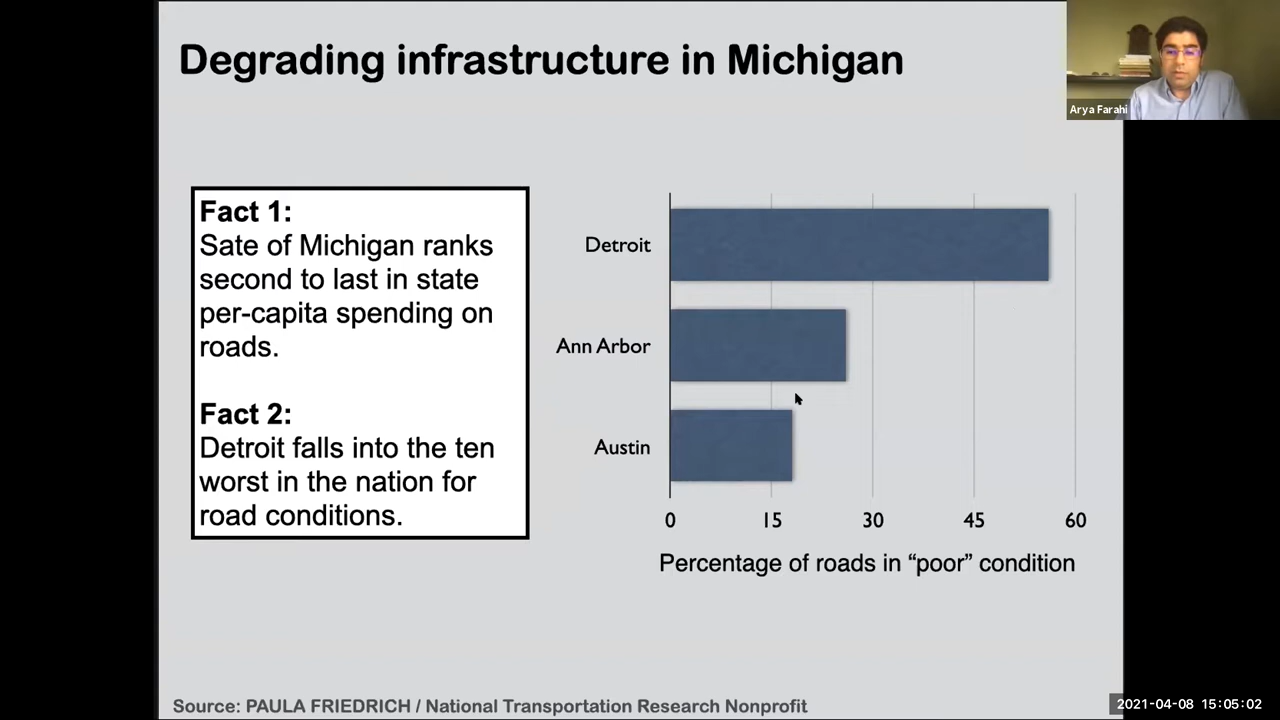 Degrading infrastructure in Michigan
Arya Farahi
Fact 1:
Sate of Michigan ranks
second to last in state
per-capita spending on
roads.
Fact 2:
Detroit falls into the ten
worst in the nation for
road conditions.
Detroit
Ann Arbor
Austin
0 15 30 45 60
Percentage of roads in “poor” condition
Source: PAULA FRIEDRICH / National Transportation Research Nonprofit
2021-04-08 15:05:02